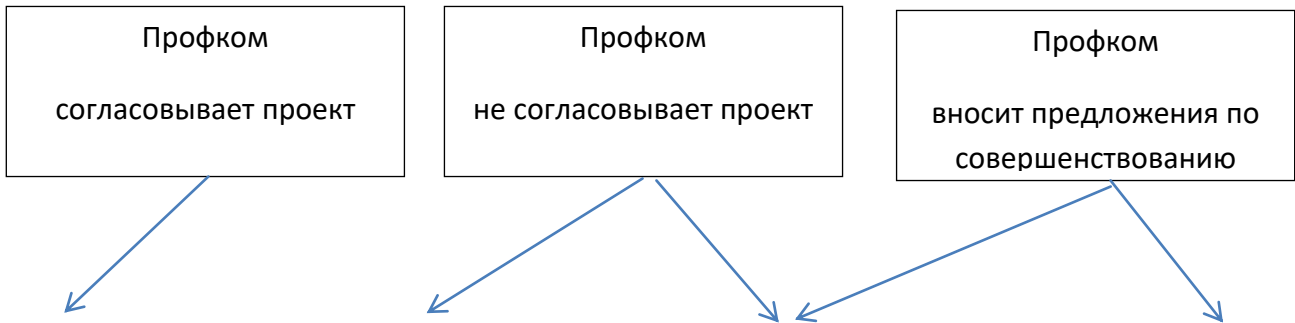 Профком
согласовывает проект
Профком
не согласовывает проект
Профком
вносит предложения по
совершенствованию